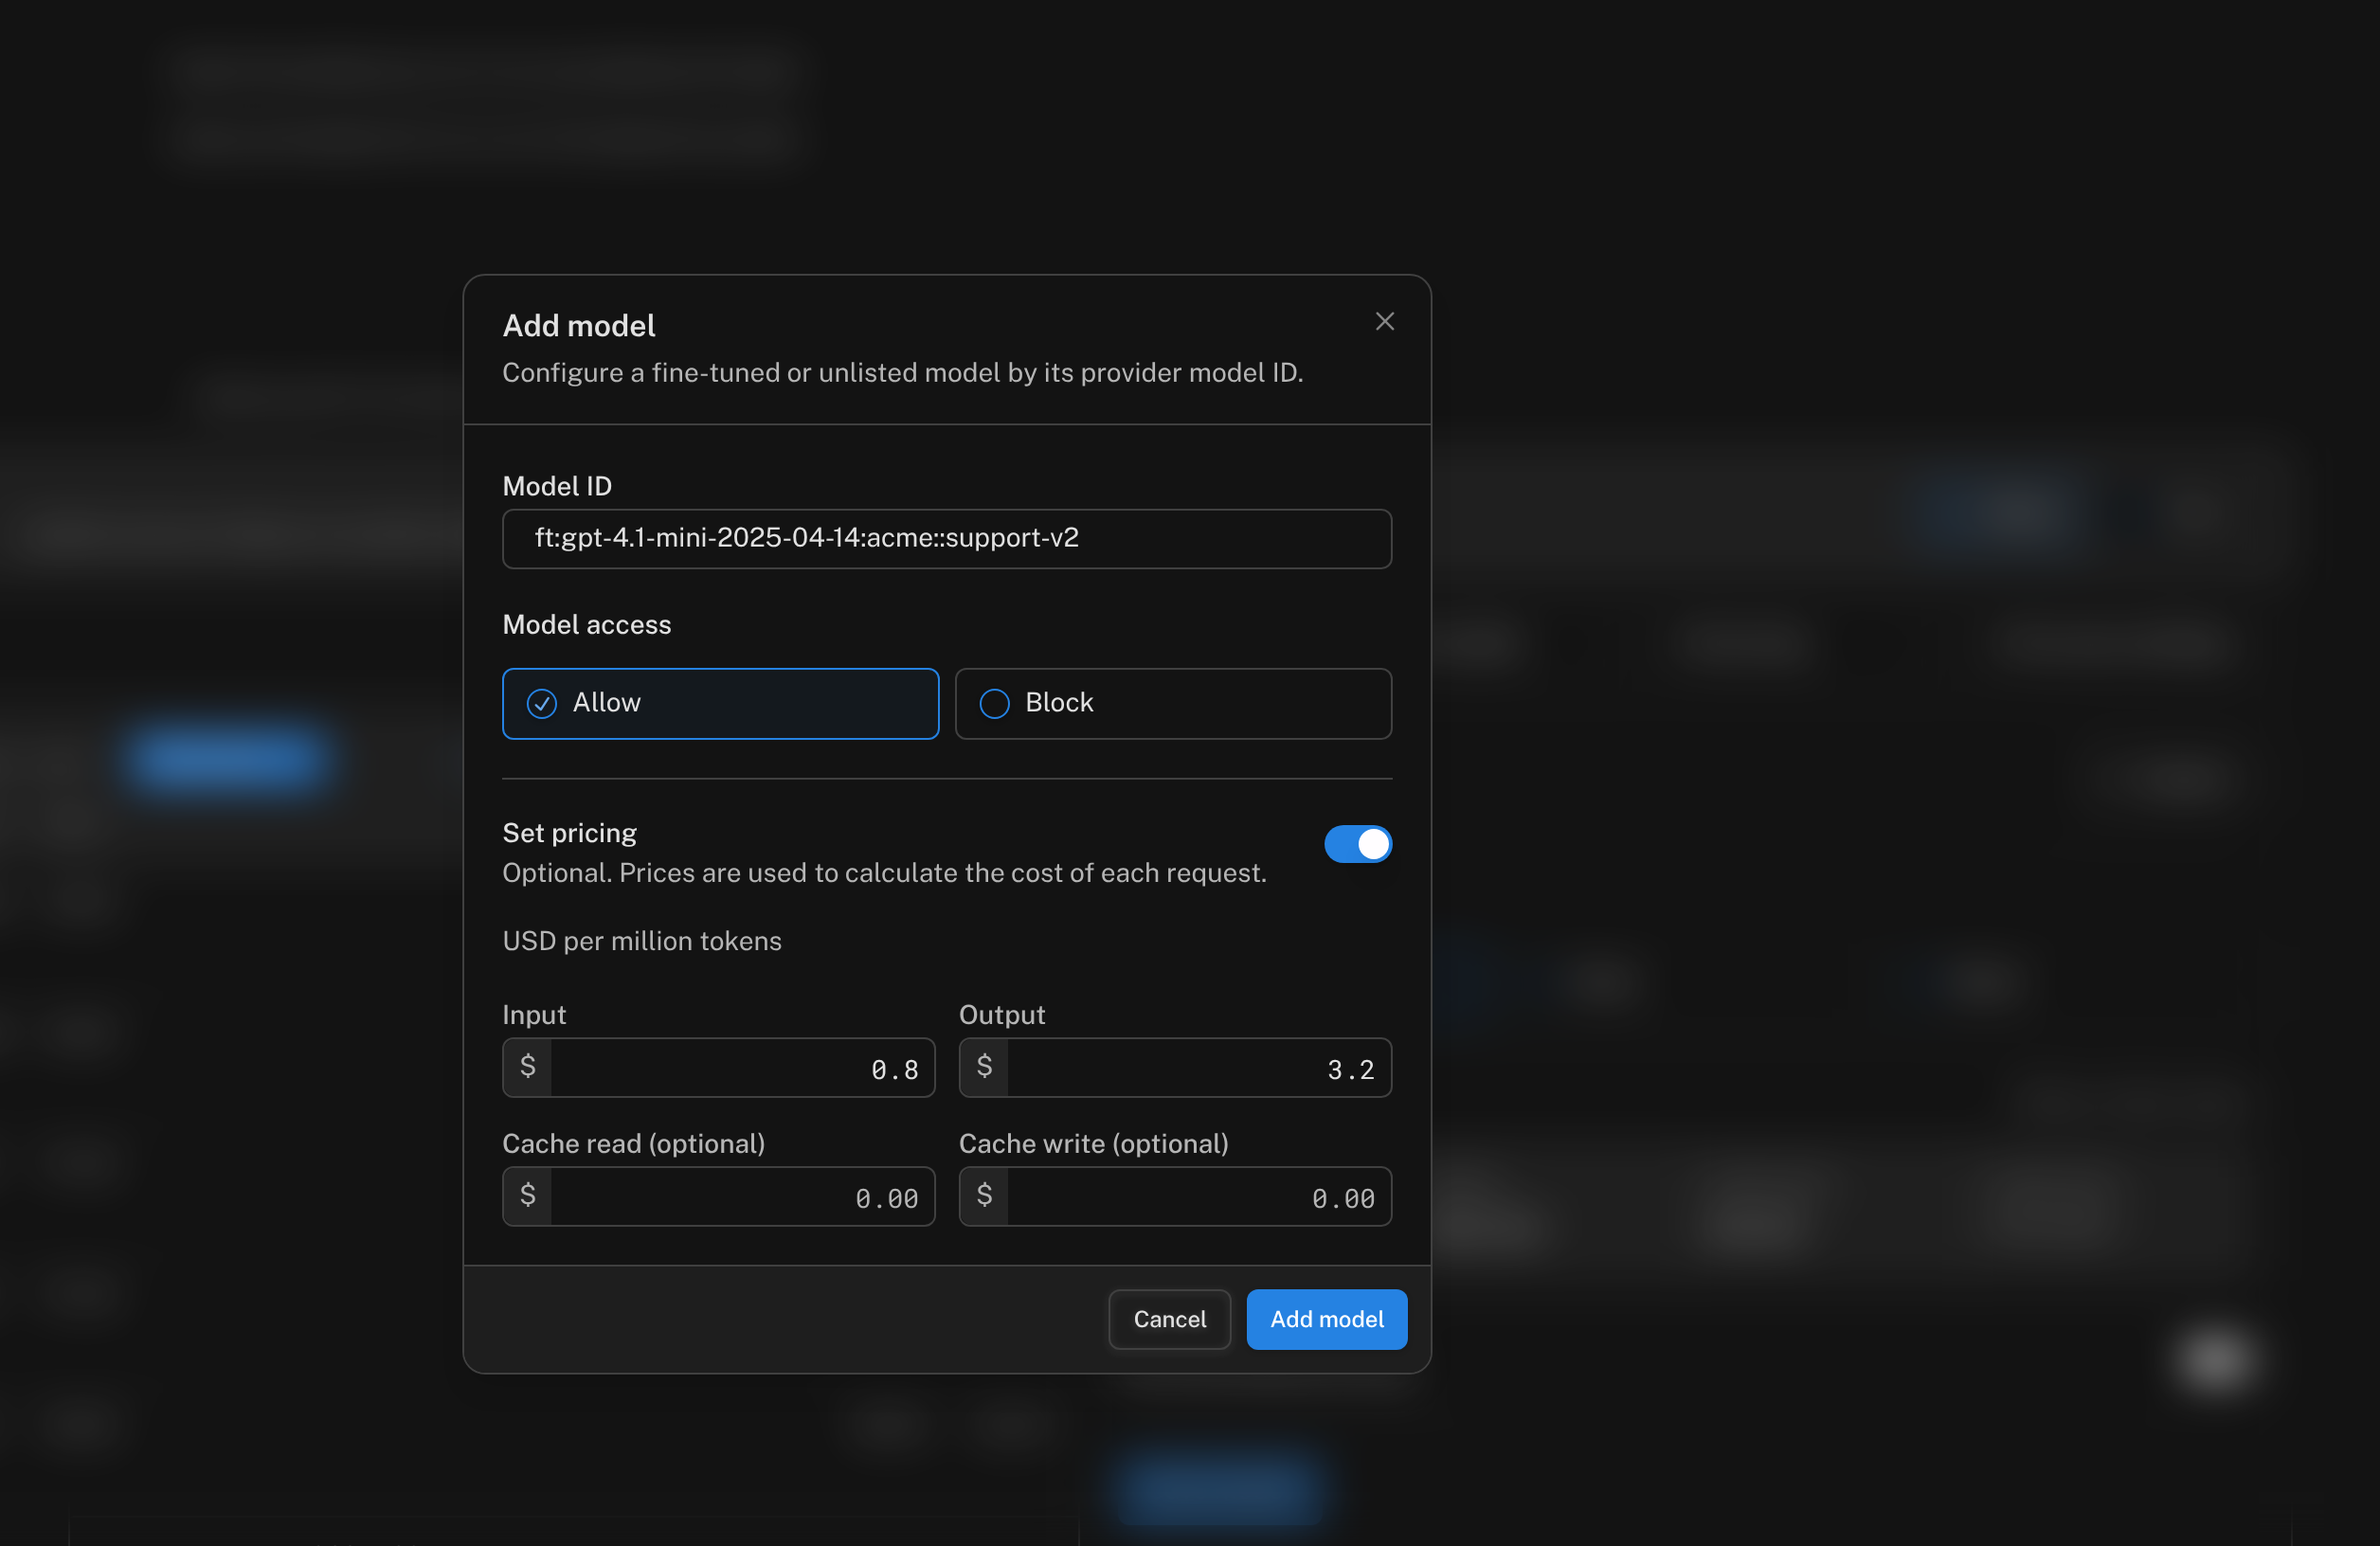 Add model
Configure a fine-tuned or unlisted model by its provider model ID.
Model ID
ft:gpt-4.1-mini-2025-04-14:acme::support-v2
Model access
Allow
Block
Set pricing
Optional. Prices are used to calculate the cost of each request.
USD per million tokens
Input
Output
$ 0.8
$ 3.2
Cache read (optional)
Cache write (optional)
$ 0.00
$ 0.00
Cancel
Add model